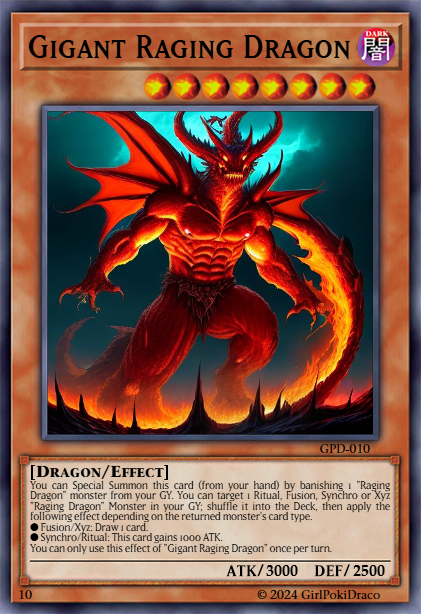 Gigant Raging Dragon
DARK
闇
GPD-010
[Dragon/Effect]
You can Special Summon this card (from your hand) by banishing 1 "Raging
Dragon" monster from your GY. You can target 1 Ritual, Fusion, Synchro or Xyz
"Raging Dragon" Monster in your GY; shuffle it into the Deck, then apply the
following effect depending on the returned monster's card type.
● Fusion/Xyz: Draw 1 card.
● Synchro/Ritual: This card gains 1000 ATK.
You can only use this effect of "Gigant Raging Dragon" once per turn.
ATK/3000 DEF/2500
10 © 2024 GirlPokiDraco